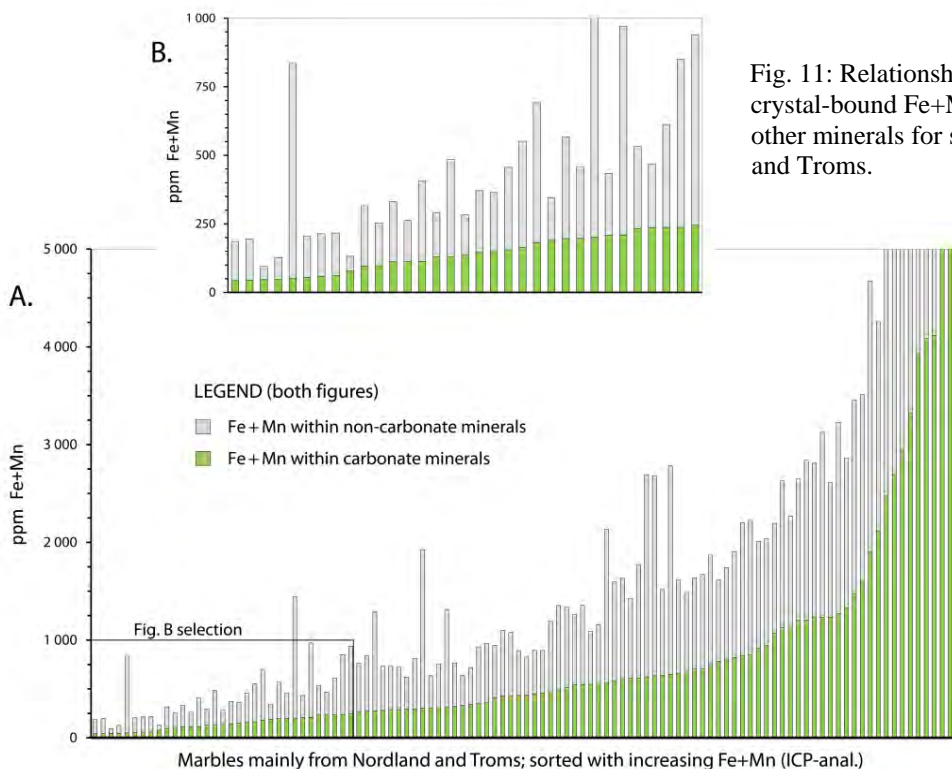 B.
1 000
750
500
250
0
ppm Fe+Mn
Fig. 11: Relationsh
crystal-bound Fe+M
other minerals for s
and Troms.
A.
5 000
4 000
3 000
2 000
1 000
0
ppm Fe+Mn
LEGEND (both figures)
Fe+Mn within non-carbonate minerals
Fe+Mn within carbonate minerals
Fig. B selection
Marbles mainly from Nordland and Troms; sorted with increasing Fe+Mn (ICP-anal.)